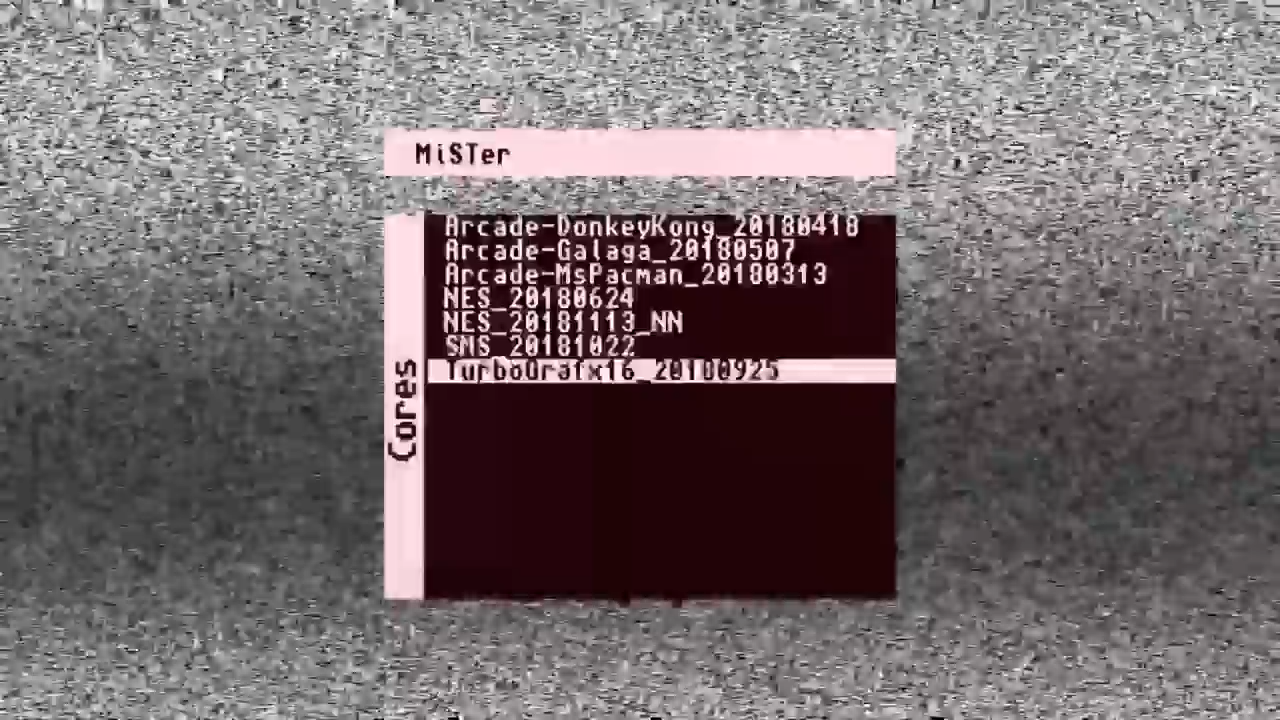 MiSTer
Arcade-DonkeyKong_20180418
Arcade-Galaga_20180507
Arcade-MsPacman_20180313
NES_20180624
NES_20181113_NN
SMS_20181022
TurboGrafx16_20180925
Cores